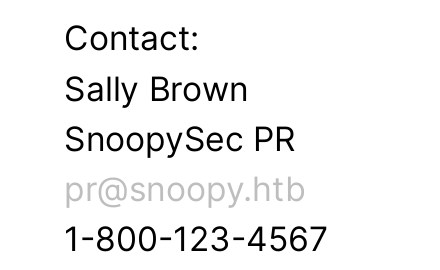 Contact:
Sally Brown
SnoopySec PR
pr@snoopy.htb
1-800-123-4567